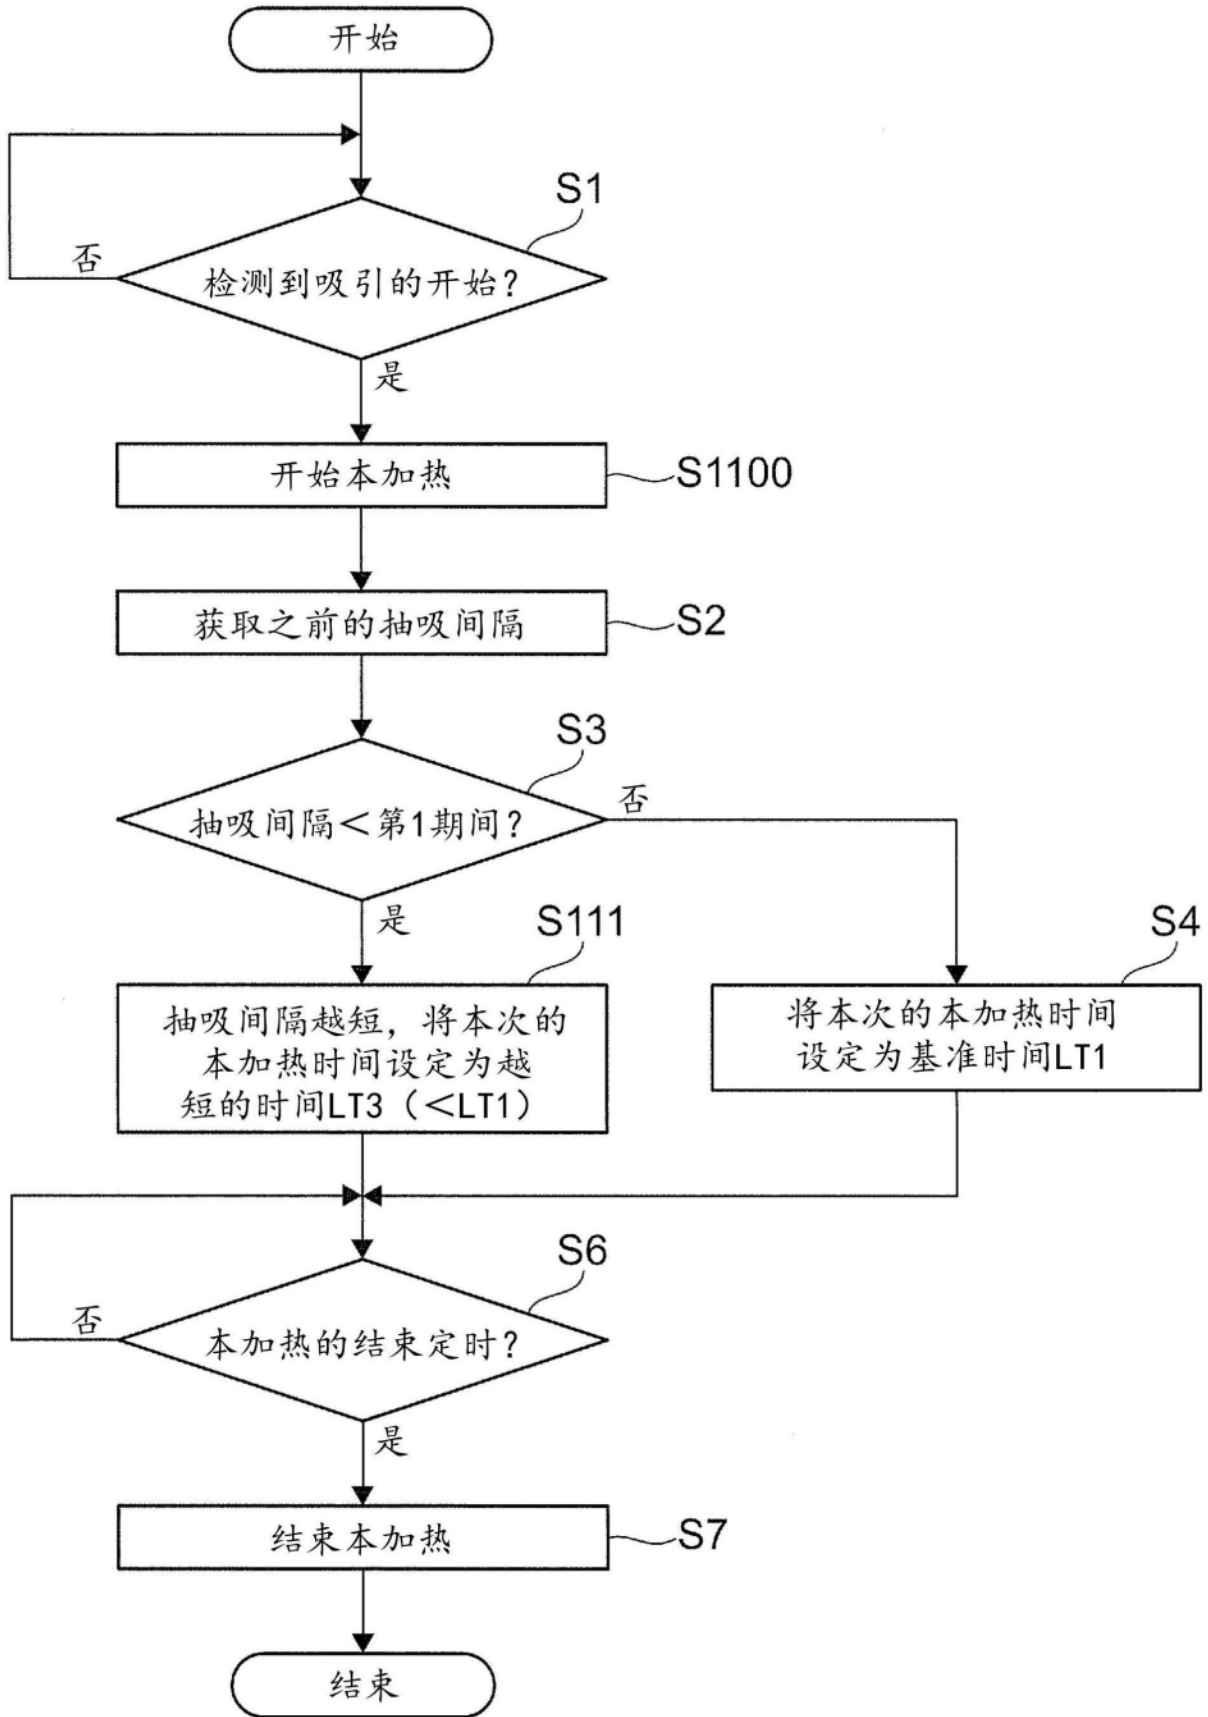 开始
S1
否
检测到吸引的开始?
是
开始本加热
S1100
获取之前的抽吸间隔
S2
S3
抽吸间隔＜第1期间?
否
是
S111
S4
抽吸间隔越短，将本次的
本加热时间设定为越
短的时间LT3（＜LT1）
将本次的本加热时间
设定为基准时间LT1
S6
否
本加热的结束定时?
是
结束本加热
S7
结束